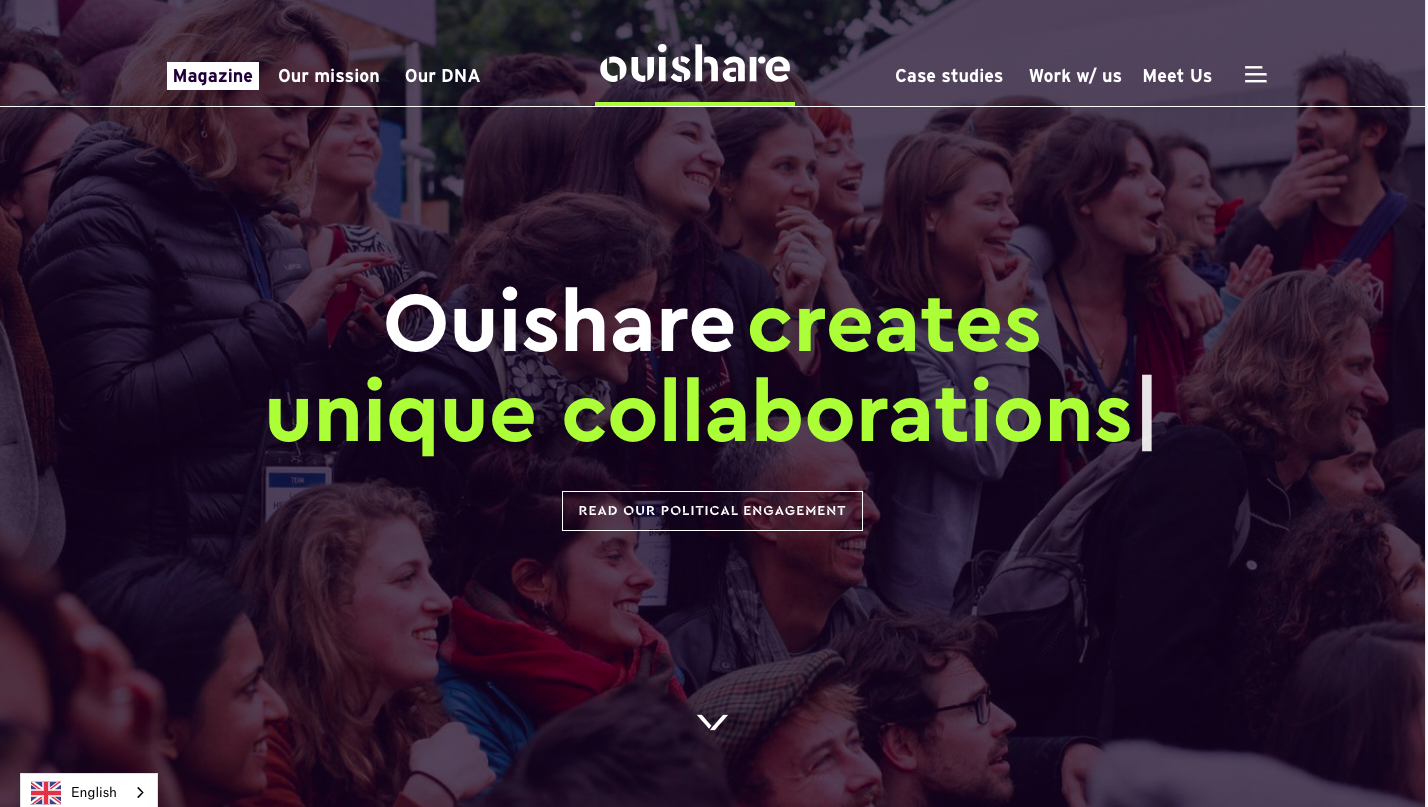 Magazine
Our mission
Our DNA
ouishare
Case studies
Work w/ us
Meet Us
Ouishare creates
unique collaborations|
TEAM
READ OUR POLITICAL ENGAGEMENT
English